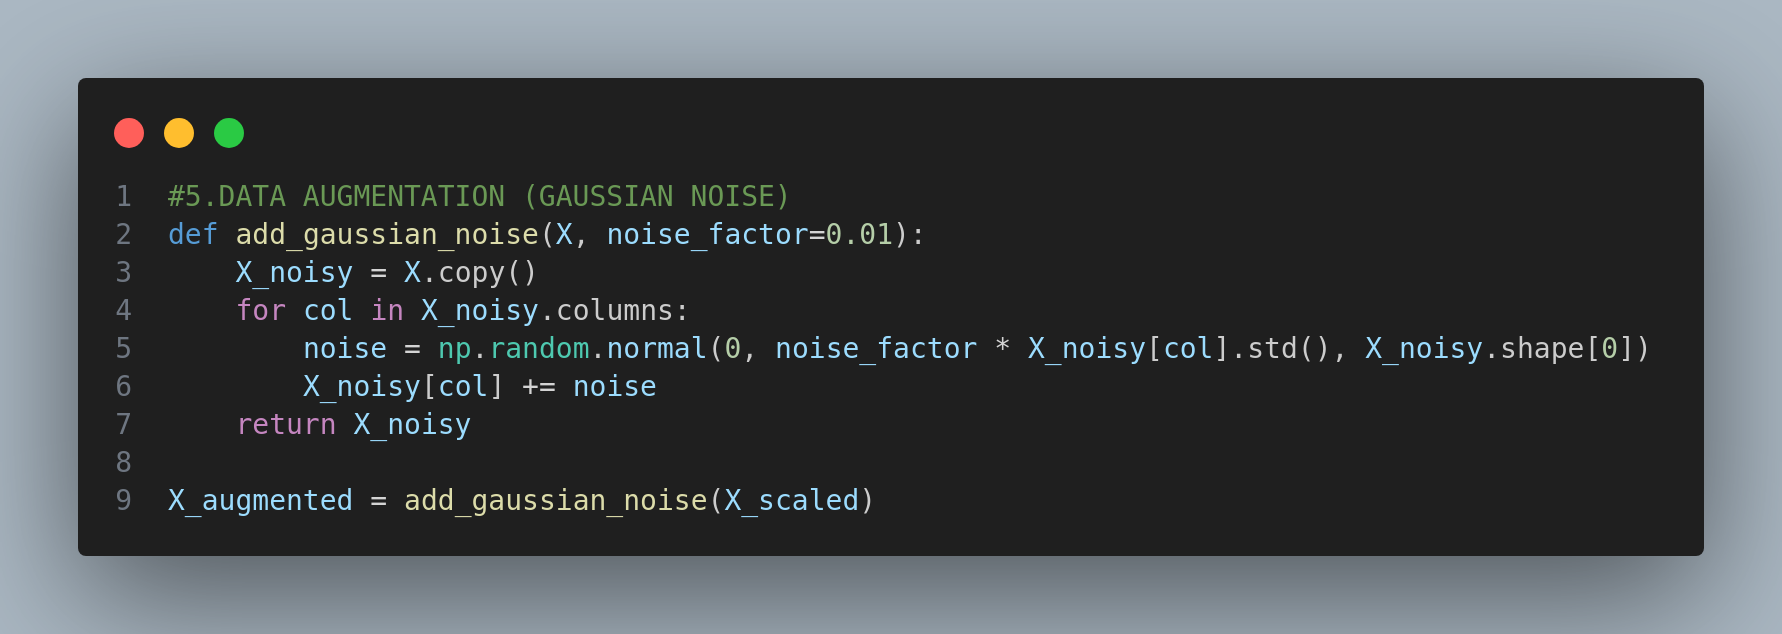 1 #5.DATA AUGMENTATION (GAUSSIAN NOISE)
2 def add_gaussian_noise(X, noise_factor=0.01):
3     X_noisy = X.copy()
4     for col in X_noisy.columns:
5         noise = np.random.normal(0, noise_factor * X_noisy[col].std(), X_noisy.shape[0])
6         X_noisy[col] += noise
7     return X_noisy
8
9 X_augmented = add_gaussian_noise(X_scaled)